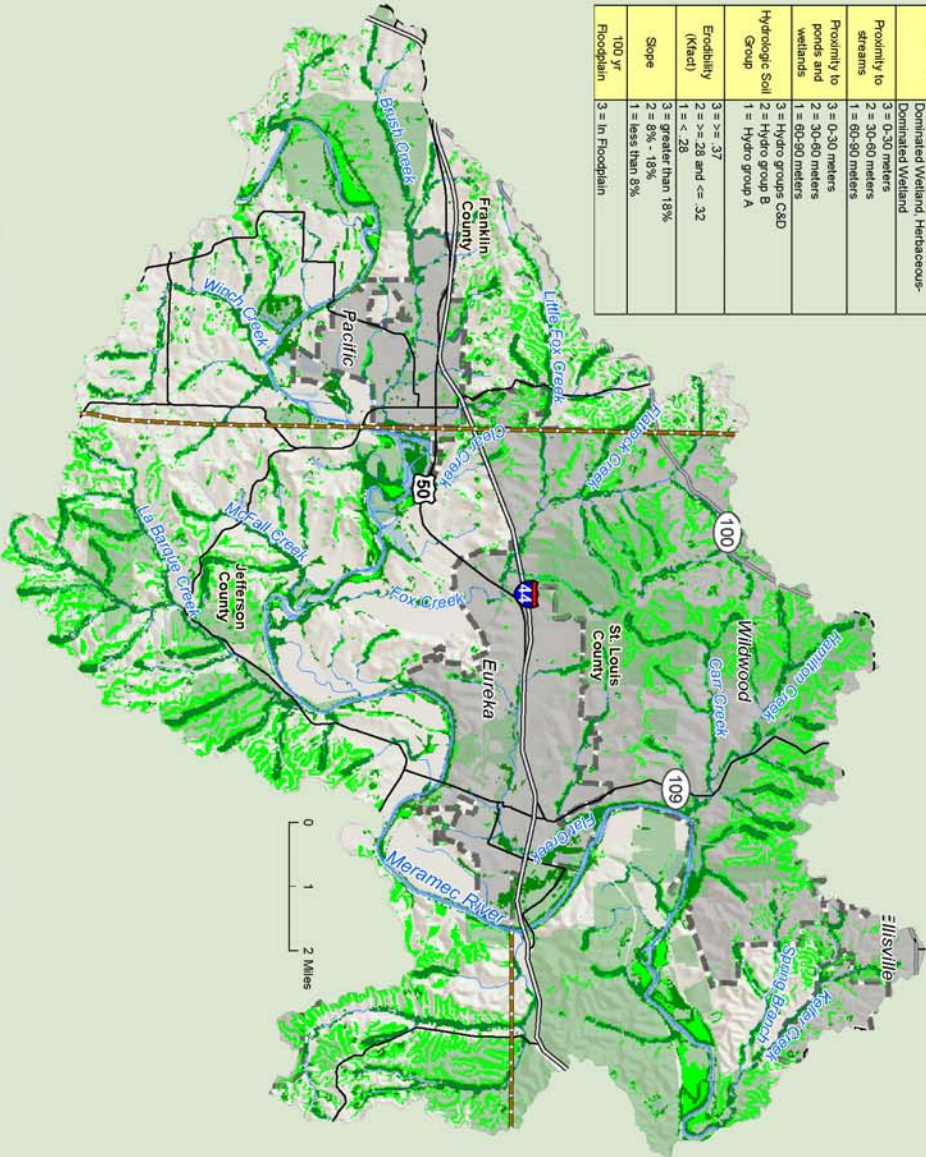 Dominated Wetland, Herbaceous-
Dominated Wetland
Proximity to
streams
3 = 0-30 meters
2 = 30-60 meters
1 = 60-90 meters
Proximity to
ponds and
wetlands
3 = 0-30 meters
2 = 30-60 meters
1 = 60-90 meters
Hydrologic Soil
Group
3 = Hydro groups C&D
2 = Hydro group B
1 = Hydro group A
Erodibility
(Kfact)
3 = >= .37
2 = >= .28 and <= .32
1 = < .28
Slope
3 = greater than 18%
2 = 8% - 18%
1 = less than 8%
100 yr
Floodplain
3 = In Floodplain
Brush Creek
Franklin
County
Little Fox Creek
Winch Creek
Pacific
Flatrock Creek
Clear Creek
50
100
La Barque Creek
McFall Creek
Jefferson
County
Fox Creek
44
Eureka
St. Louis
County
Wildwood
Carr Creek
Hamilton Creek
109
Flat Creek
Meramec River
Ellisville
Spring Branch
Keifer Creek
0 1 2 Miles